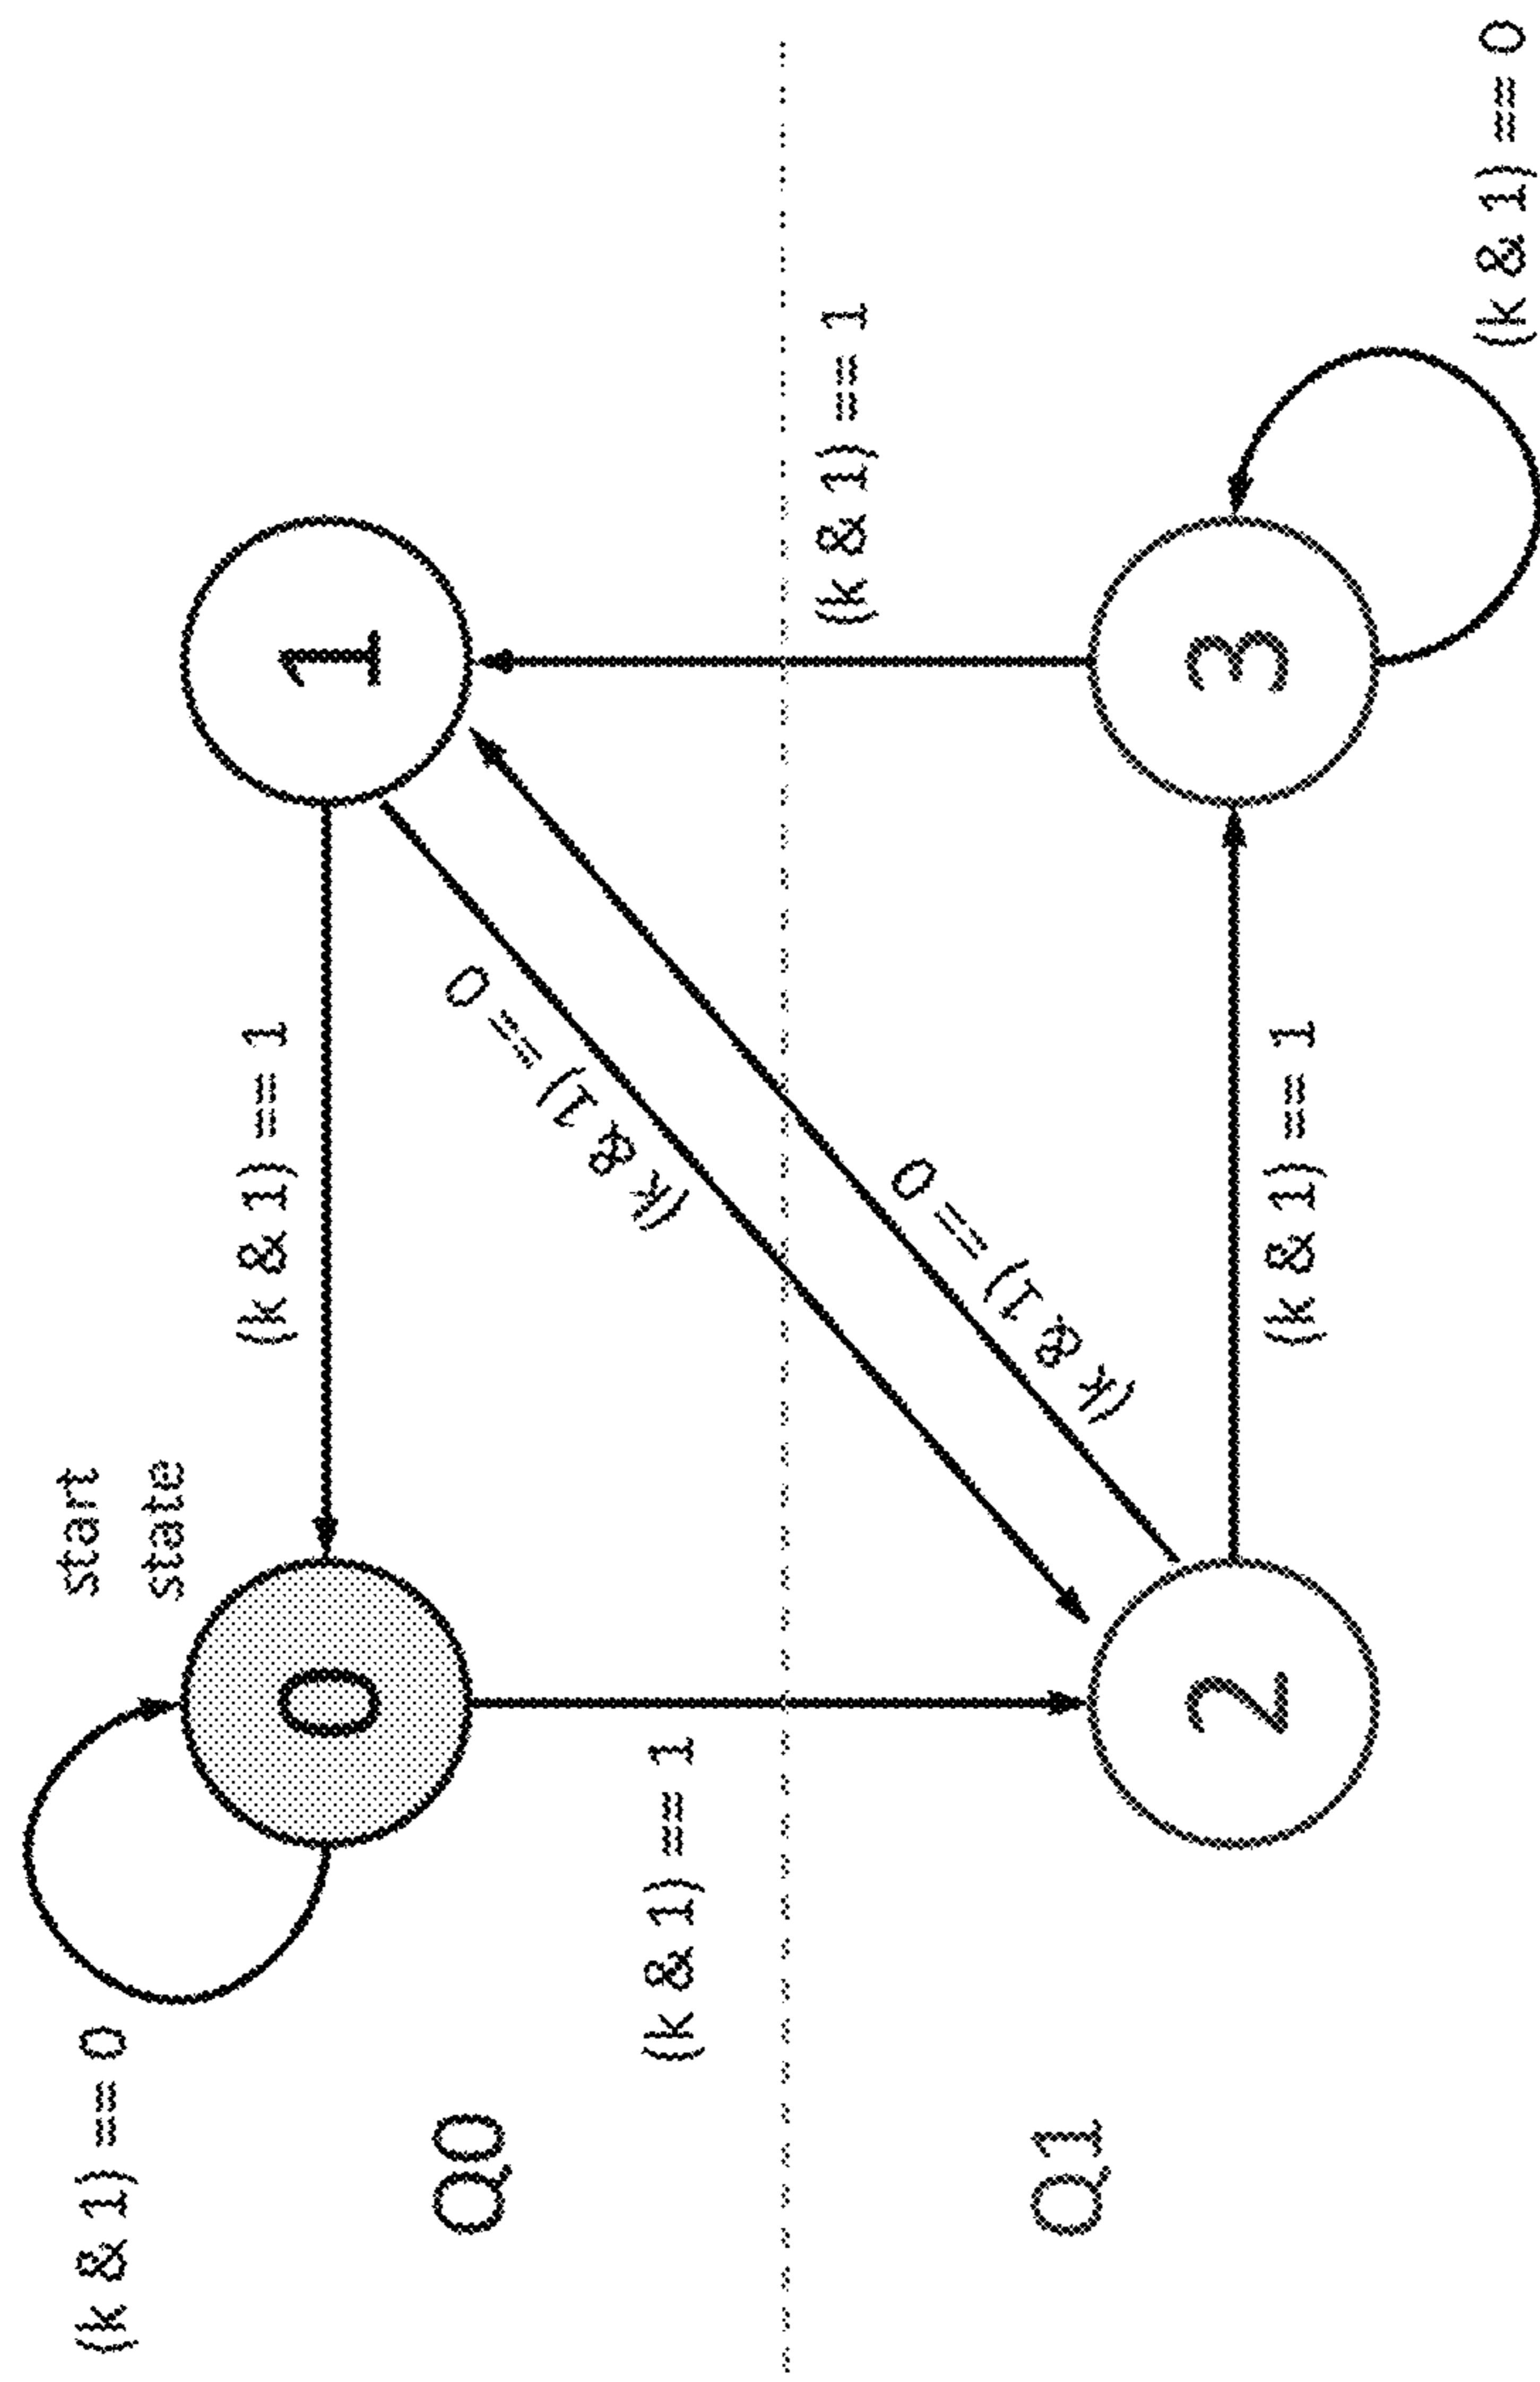 (k & 1) == 0
start
state
(k & 1) == 1
0
1
Q0
(k & 1) == 0
(k & 1) == 1
(k & 1) == 1
(k & 1) == 0
Q1
2
3
(k & 1) == 1
(k & 1) == 0